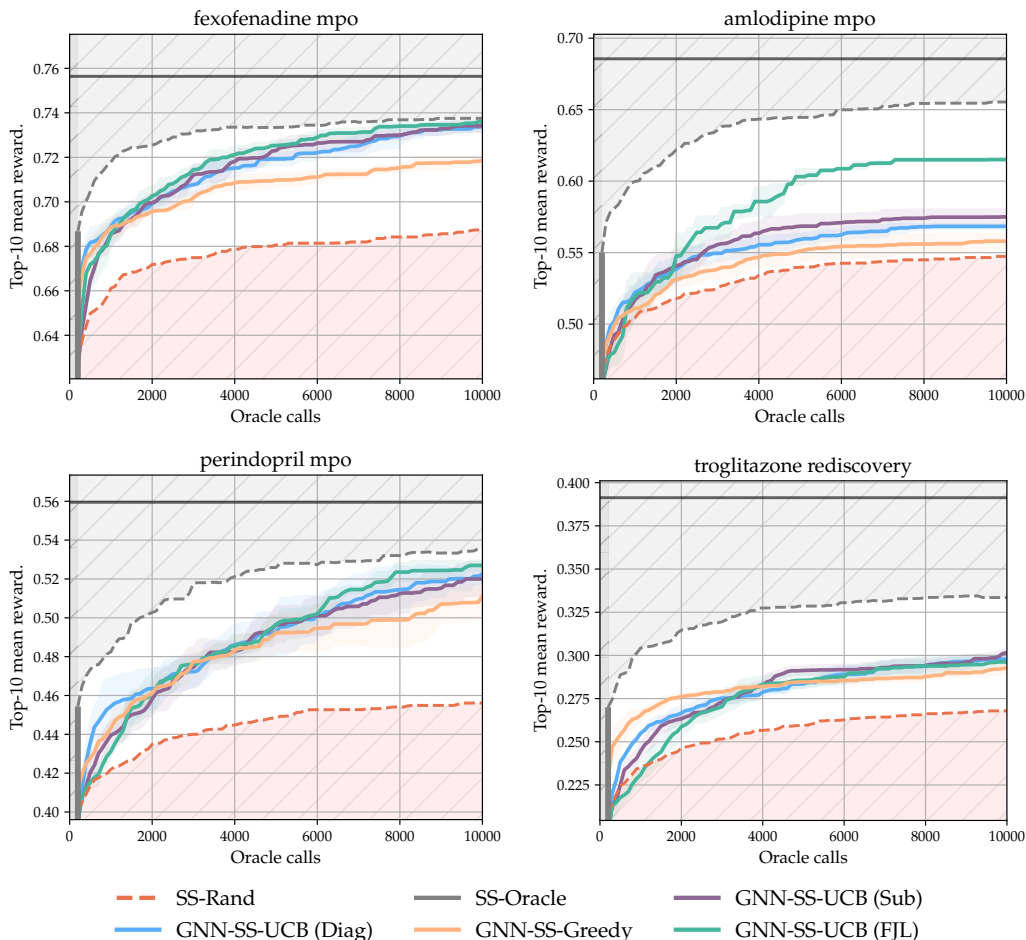 fexofenadine mpo
Top-10 mean reward.
0.76
0.74
0.72
0.70
0.68
0.66
0.64
0 2000 4000 6000 8000 10000
Oracle calls
amlodipine mpo
Top-10 mean reward.
0.70
0.65
0.60
0.55
0.50
0 2000 4000 6000 8000 10000
Oracle calls
perindopril mpo
Top-10 mean reward.
0.56
0.54
0.52
0.50
0.48
0.46
0.44
0.42
0.40
0 2000 4000 6000 8000 10000
Oracle calls
troglitazone rediscovery
Top-10 mean reward.
0.400
0.375
0.350
0.325
0.300
0.275
0.250
0.225
0 2000 4000 6000 8000 10000
Oracle calls
SS-Rand SS-Oracle GNN-SS-UCB (Sub)
GNN-SS-UCB (Diag) GNN-SS-Greedy GNN-SS-UCB (FJL)